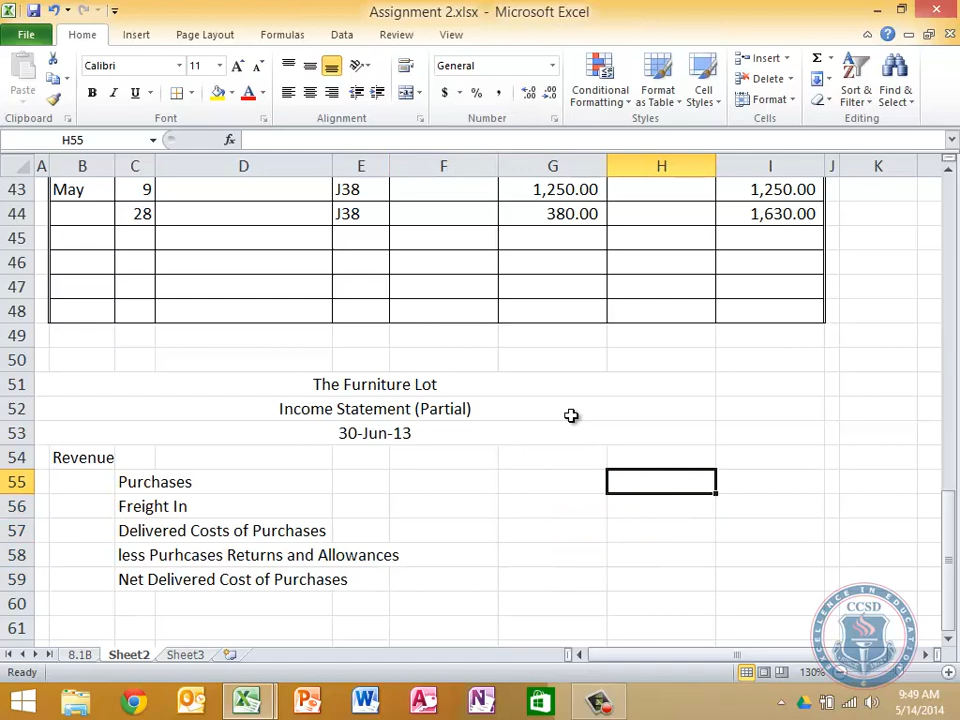 Assignment 2.xlsx - Microsoft Excel
File Home Insert Page Layout Formulas Data Review View
Paste Calibri 11 A A General Conditional Formatting Format as Table Cell Styles Insert Delete Format Σ Sort & Filter Find & Select
B I U A $ % , .00
Clipboard Font Alignment Number Styles Cells Editing
H55 fx
A B C D E F G H I J K
43 May 9 J38 1,250.00 1,250.00
44 28 J38 380.00 1,630.00
45
46
47
48
49
50
51 The Furniture Lot
52 Income Statement (Partial)
53 30-Jun-13
54 Revenue
55 Purchases
56 Freight In
57 Delivered Costs of Purchases
58 less Purhcases Returns and Allowances
59 Net Delivered Cost of Purchases
60
61
CCSD
8.1B Sheet2 Sheet3
Ready 130%
9:49 AM
5/14/2014